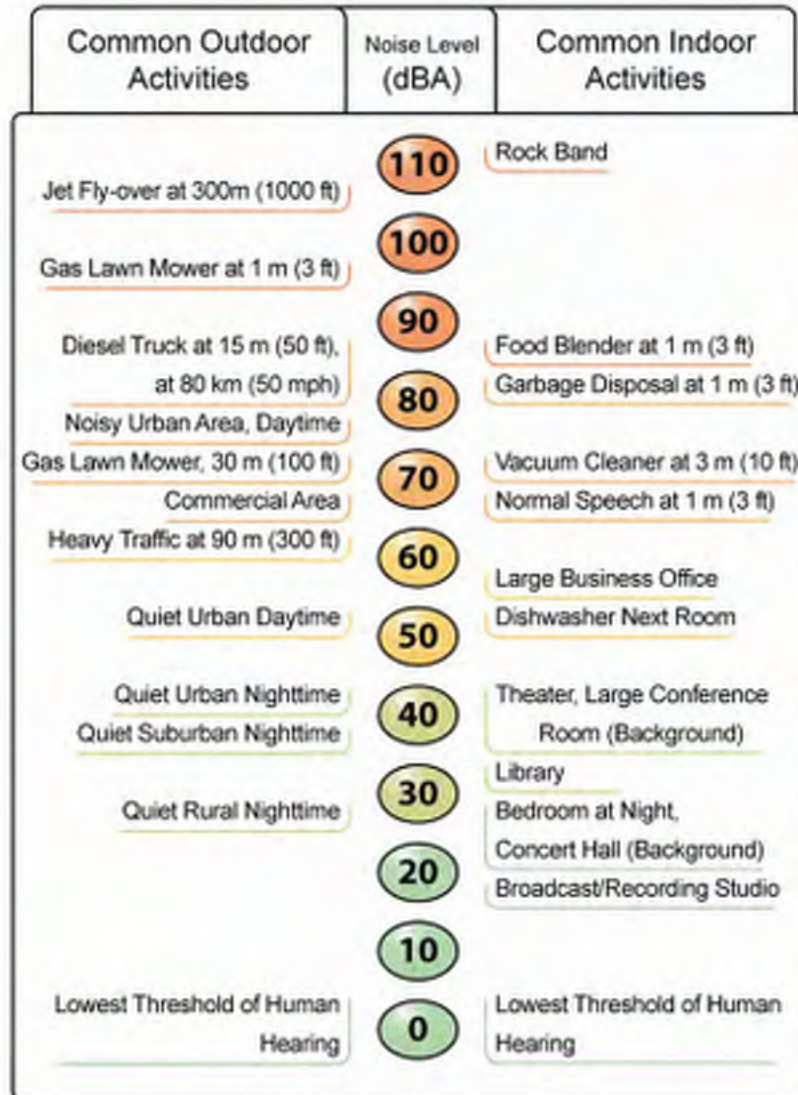 Common Outdoor
Activities
Noise Level
(dBA)
Common Indoor
Activities
110
Rock Band
Jet Fly-over at 300m (1000 ft)
100
Gas Lawn Mower at 1 m (3 ft)
90
Diesel Truck at 15 m (50 ft),
at 80 km (50 mph)
Food Blender at 1 m (3 ft)
Garbage Disposal at 1 m (3 ft)
80
Noisy Urban Area, Daytime
Gas Lawn Mower, 30 m (100 ft)
70
Vacuum Cleaner at 3 m (10 ft)
Commercial Area
Normal Speech at 1 m (3 ft)
Heavy Traffic at 90 m (300 ft)
60
Large Business Office
Quiet Urban Daytime
50
Dishwasher Next Room
Quiet Urban Nighttime
Quiet Suburban Nighttime
40
Theater, Large Conference
Room (Background)
Library
30
Quiet Rural Nighttime
Bedroom at Night,
Concert Hall (Background)
20
Broadcast/Recording Studio
10
Lowest Threshold of Human
Hearing
0
Lowest Threshold of Human
Hearing